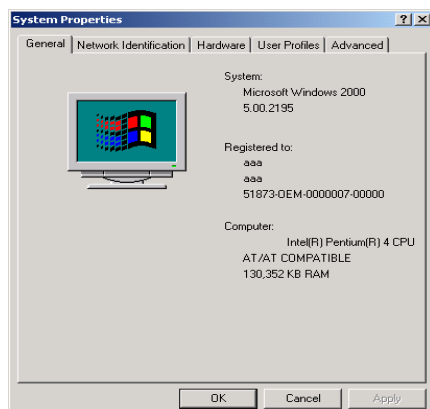 System Properties
General Network Identification Hardware User Profiles Advanced
System:
Microsoft Windows 2000
5.00.2195
Registered to:
aaa
aaa
51873-OEM-0000007-00000
Computer:
Intel(R) Pentium(R) 4 CPU
AT/AT COMPATIBLE
130,352 KB RAM
OK Cancel Apply